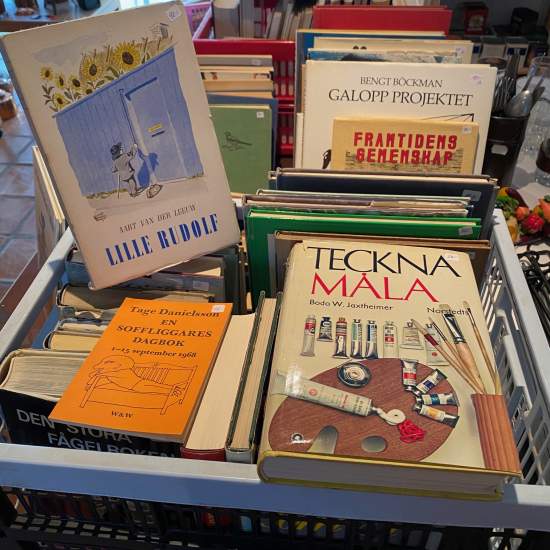 AART VAN DER LEEUW
LILLE RUDOLF
BENGT BÖCKMAN
GALOPP PROJEKTET
FRAMTIDENS
GEMENSKAP
TECKNA
MÅLA
Bodo W. Jaxtheimer
Norstedts
Tage Danielsson
EN
SOFFLIGGARES
DAGBOK
1-15 september 1968
W&W
DEN STORA
FÅGELBOKEN